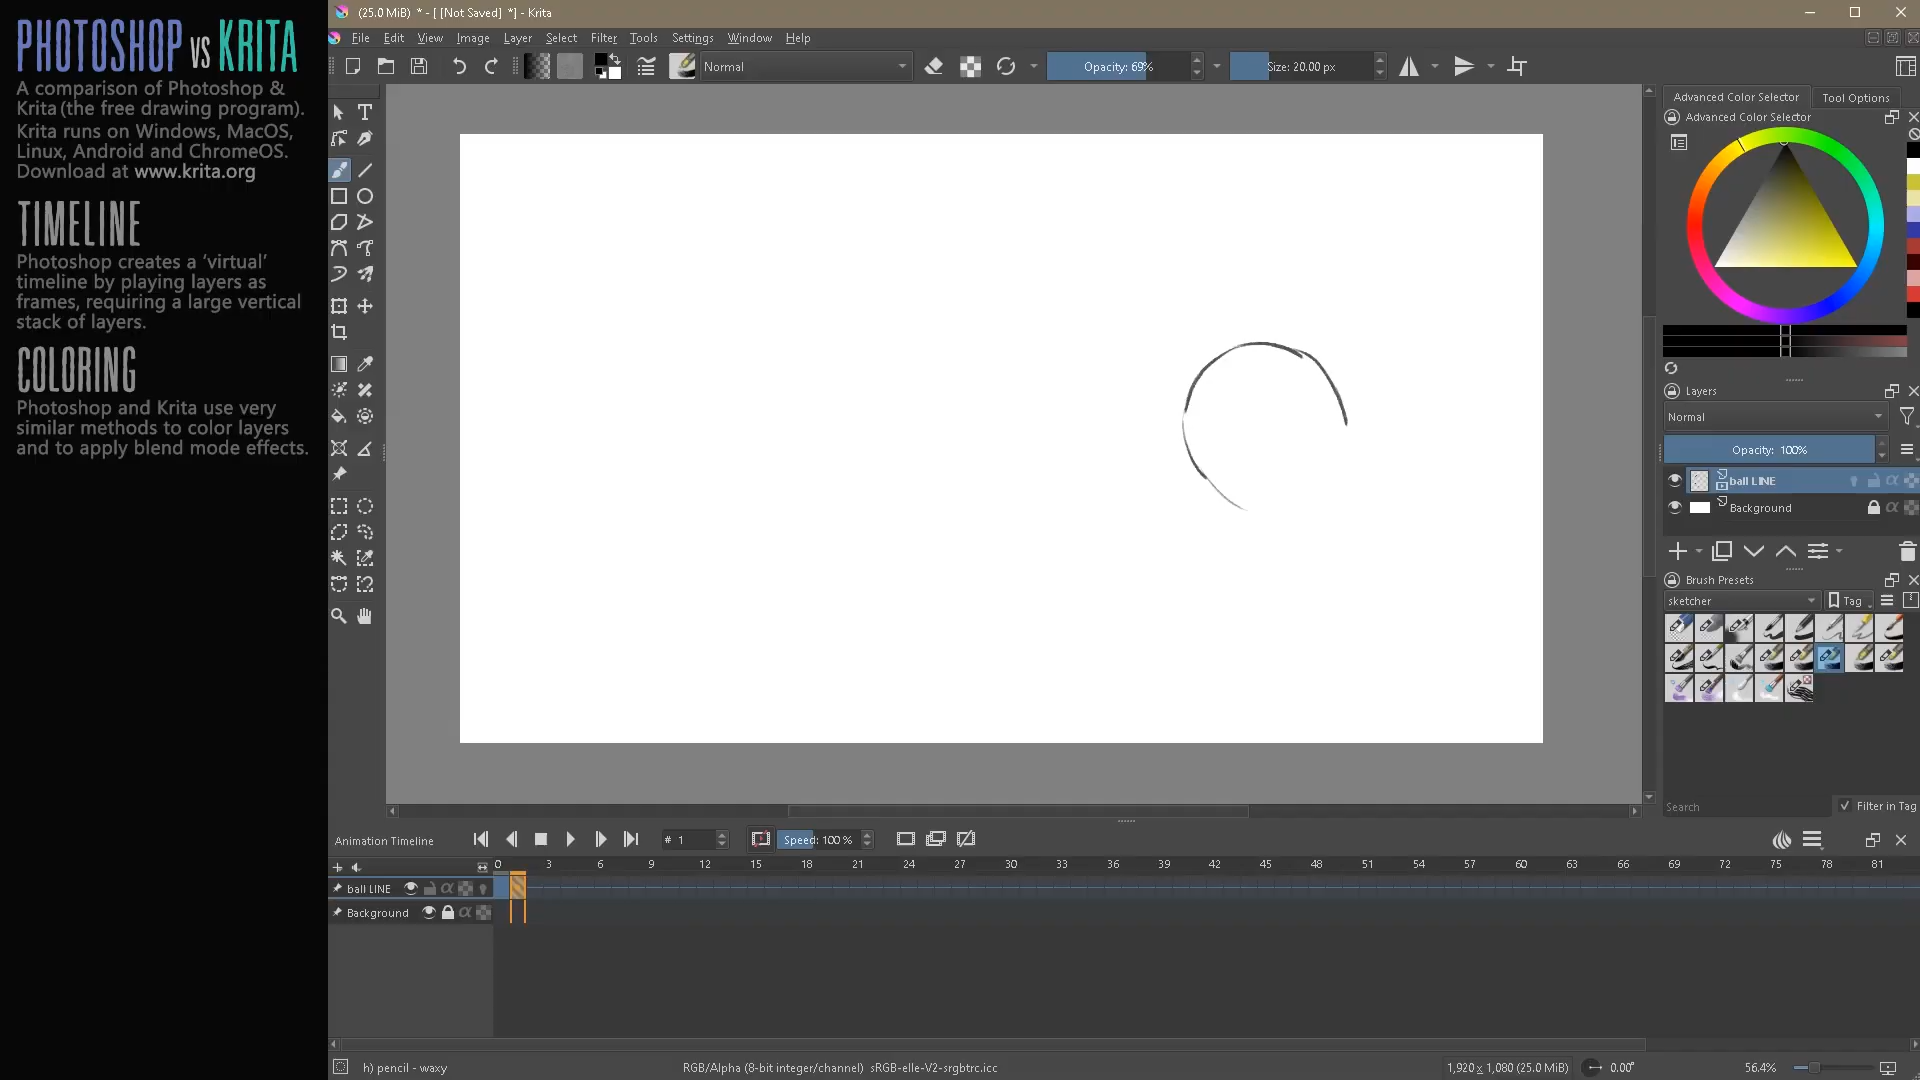 PHOTOSHOP VS KRITA
A comparison of Photoshop &
Krita (the free drawing program).
Krita runs on Windows, MacOS,
Linux, Android and ChromeOS.
Download at www.krita.org
TIMELINE
Photoshop creates a ‘virtual’
timeline by playing layers as
frames, requiring a large vertical
stack of layers.
COLORING
Photoshop and Krita use very
similar methods to color layers
and to apply blend mode effects.
(25.0 MiB) * - [ [Not Saved] *] - Krita
File Edit View Image Layer Select Filter Tools Settings Window Help
Normal
Opacity: 69%
Size: 20.00 px
Advanced Color Selector
Tool Options
Advanced Color Selector
Layers
Normal
Opacity: 100%
ball LINE
Background
Brush Presets
sketcher
Tag
Search
Filter in Tag
Animation Timeline
# 1
Speed: 100 %
0 3 6 9 12 15 18 21 24 27 30 33 36 39 42 45 48 51 54 57 60 63 66 69 72 75 78 81
ball LINE
Background
h) pencil - waxy
RGB/Alpha (8-bit integer/channel) sRGB-elle-V2-srgbtrc.icc
1,920 x 1,080 (25.0 MiB)
0.00°
56.4%